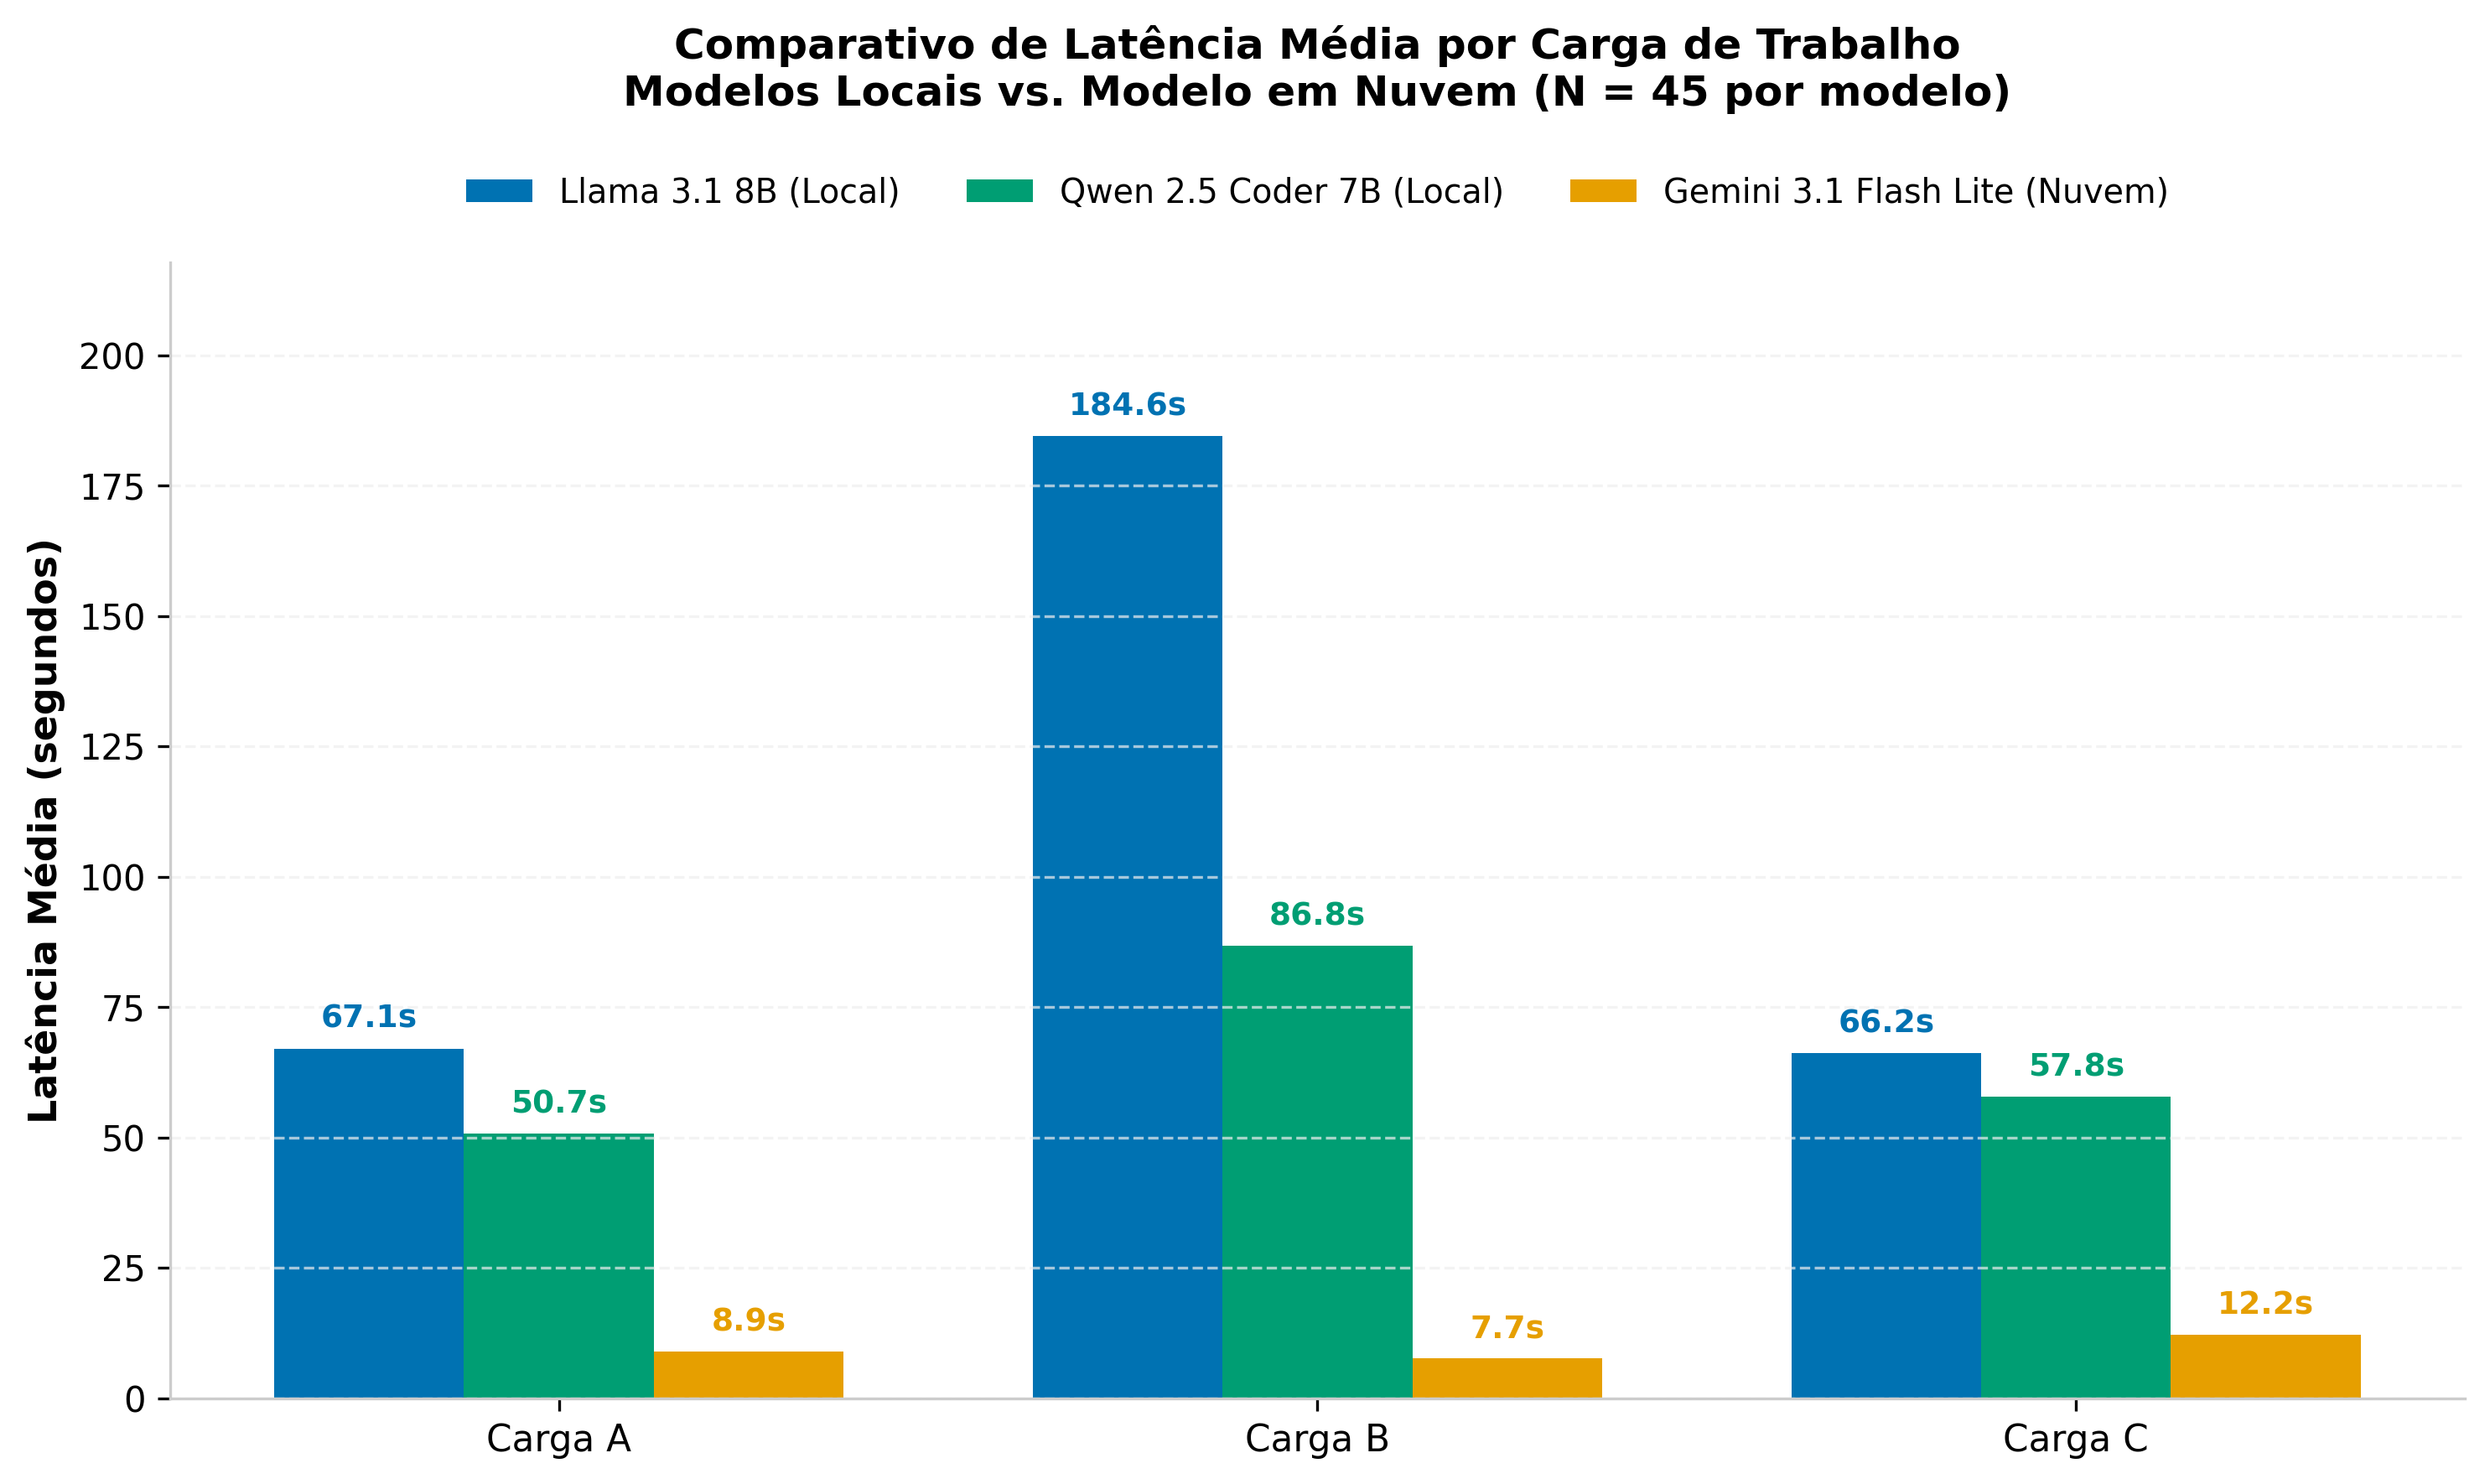 Comparativo de Latência Média por Carga de Trabalho
Modelos Locais vs. Modelo em Nuvem (N = 45 por modelo)
Llama 3.1 8B (Local)
Qwen 2.5 Coder 7B (Local)
Gemini 3.1 Flash Lite (Nuvem)
Latência Média (segundos)
200
175
150
125
100
75
50
25
0
67.1s
50.7s
8.9s
184.6s
86.8s
7.7s
66.2s
57.8s
12.2s
Carga A
Carga B
Carga C